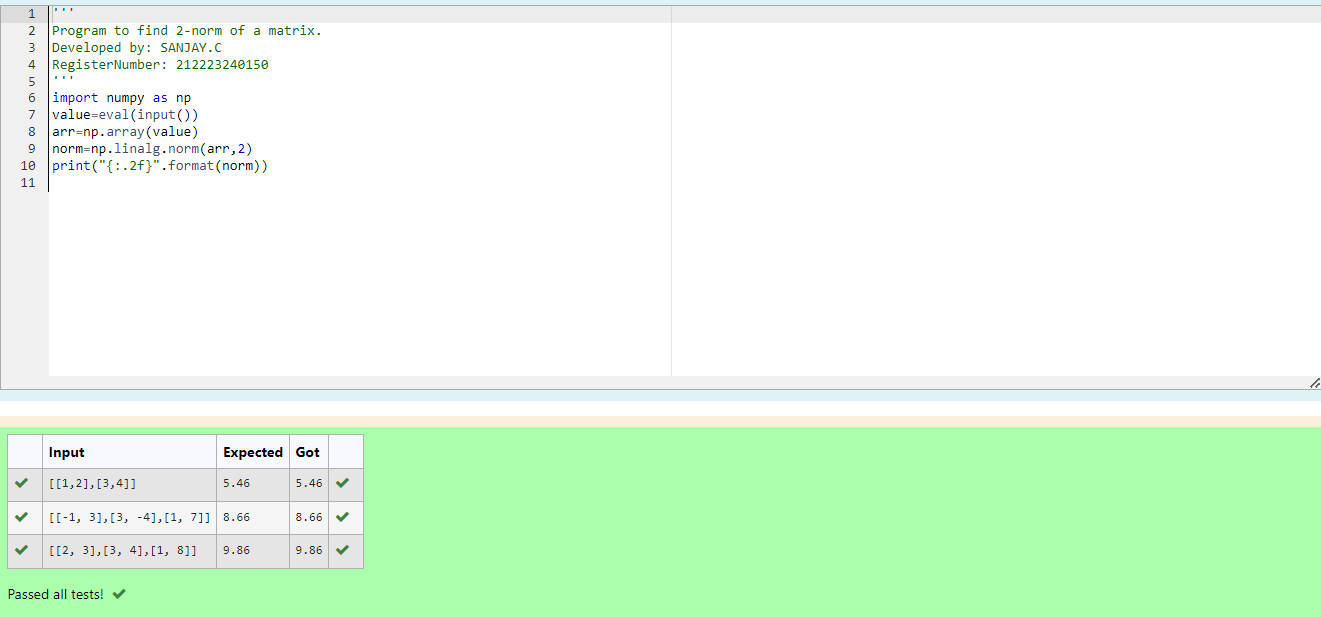 1 '''
2 Program to find 2-norm of a matrix.
3 Developed by: SANJAY.C
4 RegisterNumber: 212223240150
5 '''
6 import numpy as np
7 value=eval(input())
8 arr=np.array(value)
9 norm=np.linalg.norm(arr,2)
10 print("{:.2f}".format(norm))
11
Input Expected Got
[[1,2],[3,4]] 5.46 5.46
[[-1, 3],[3, -4],[1, 7]] 8.66 8.66
[[2, 3],[3, 4],[1, 8]] 9.86 9.86
Passed all tests!